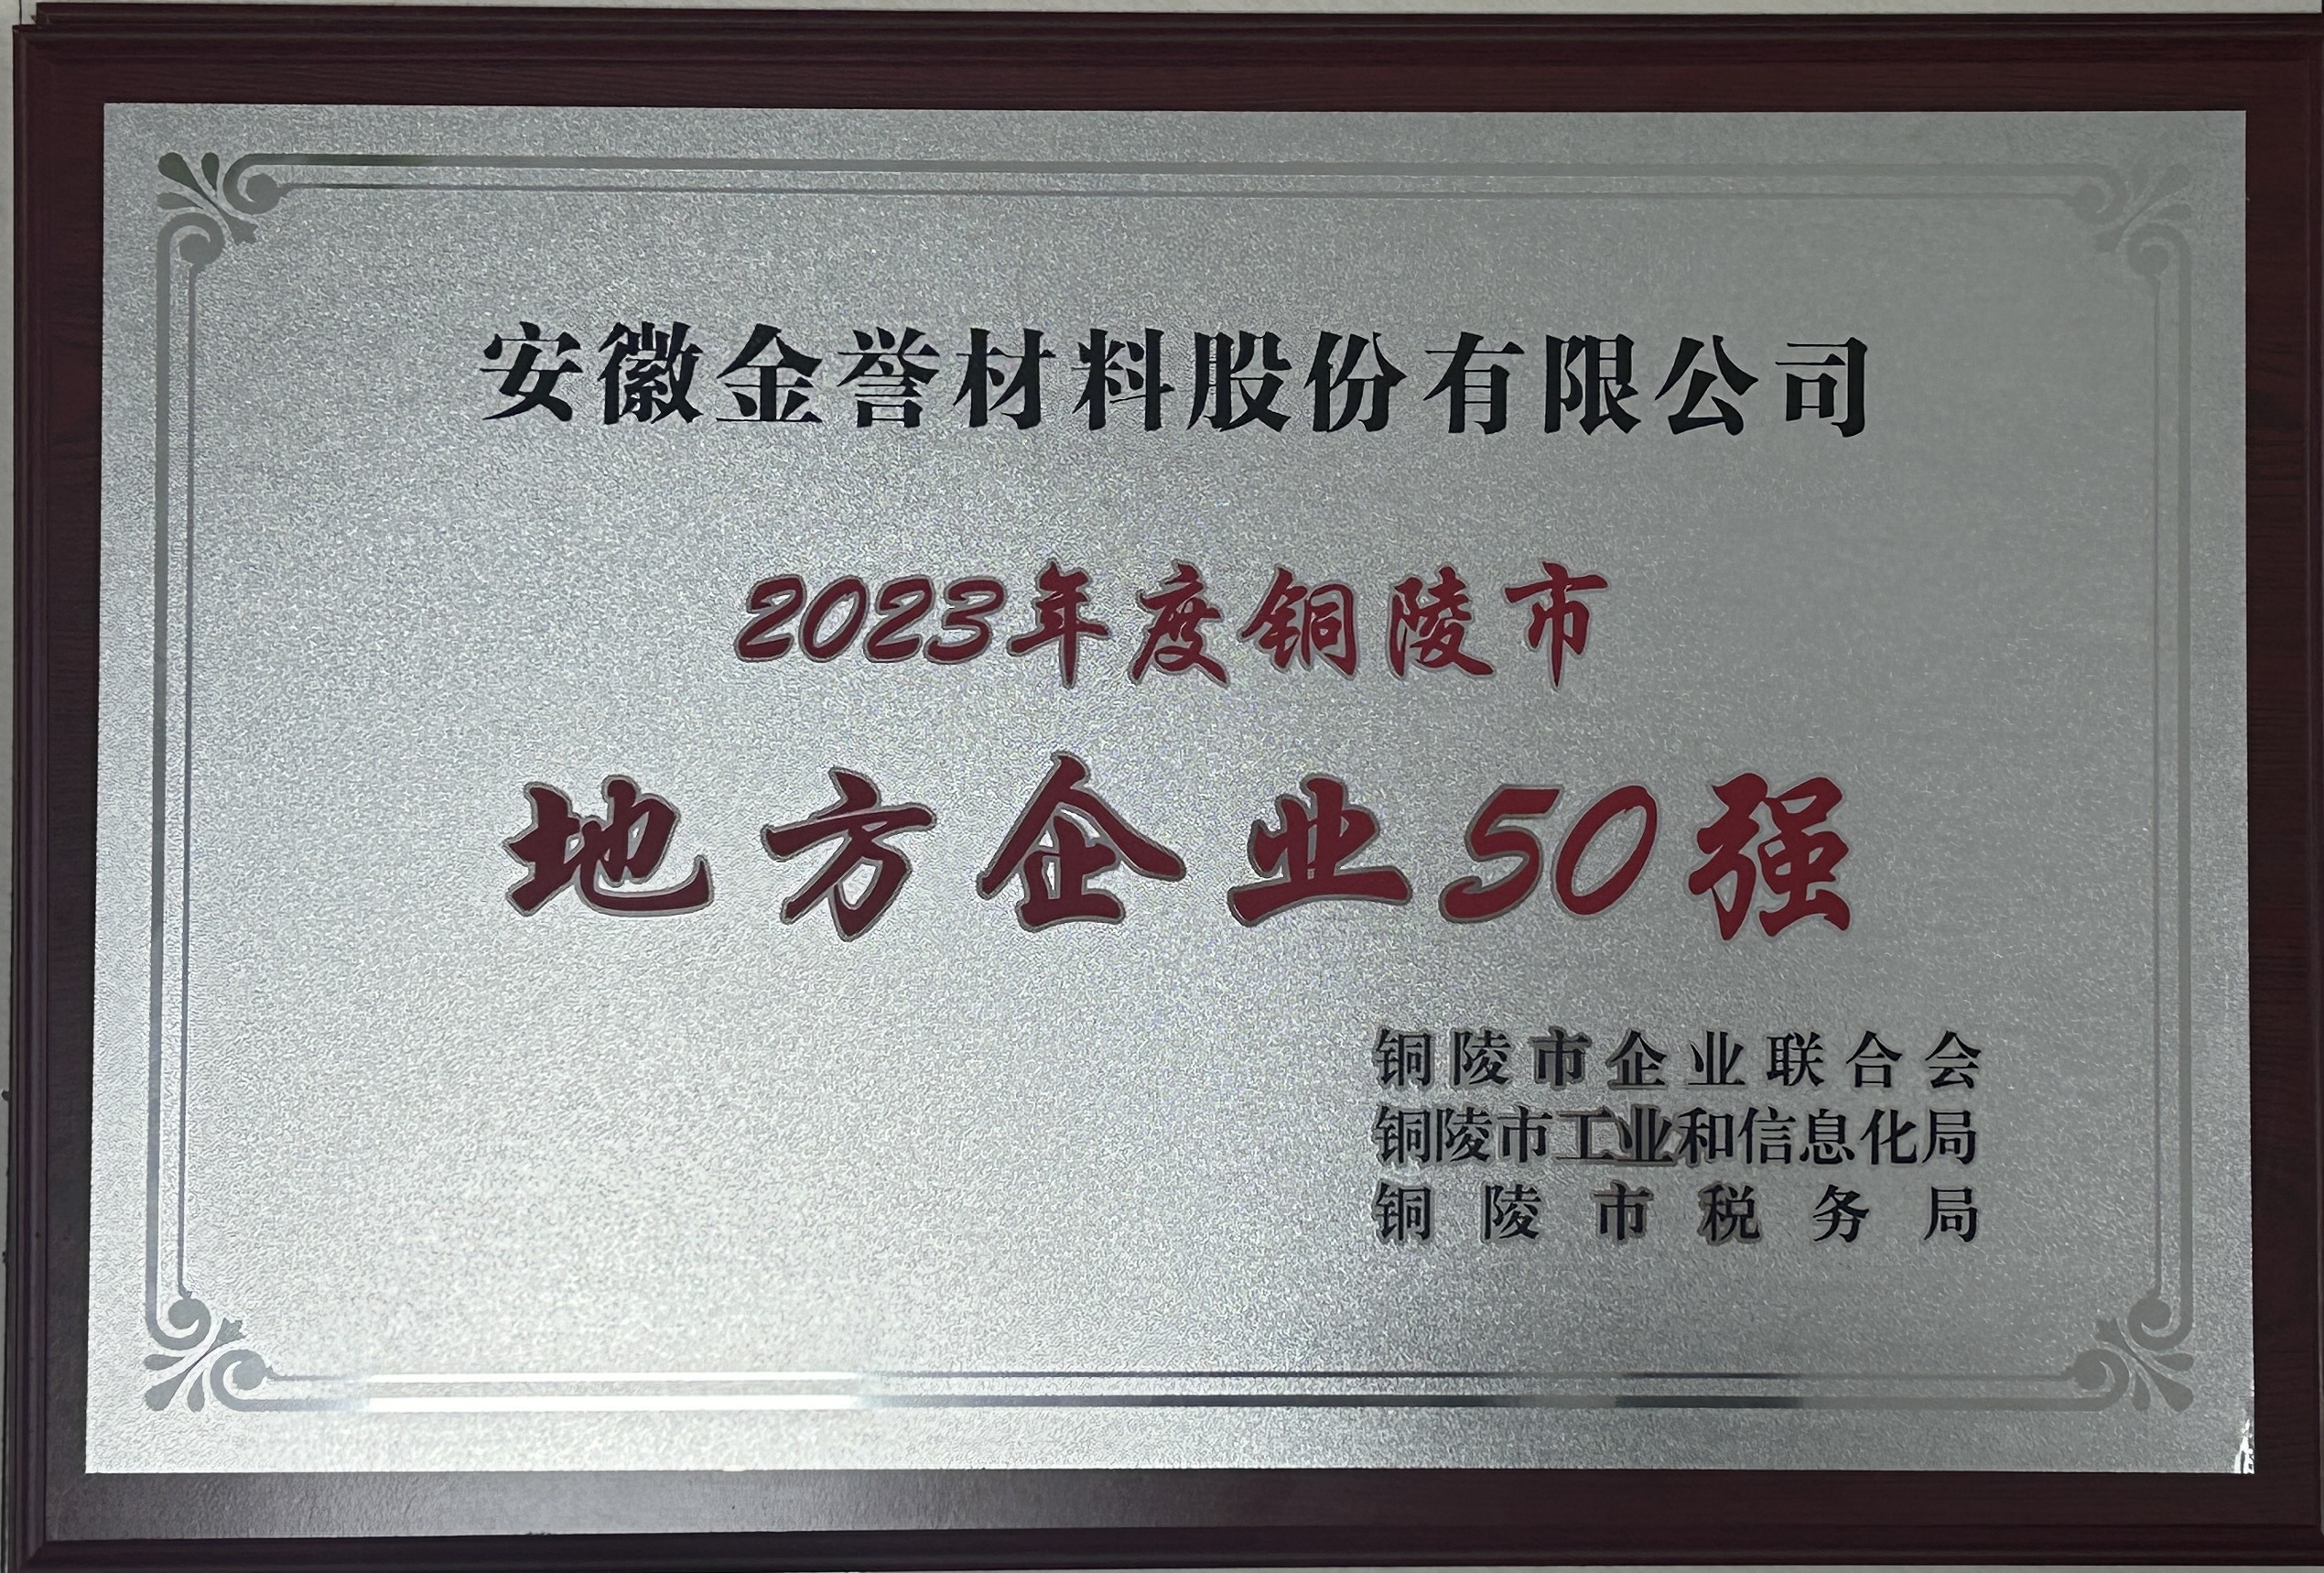 安徽金誉材料股份有限公司
2023年度铜陵市
地方企业50强
铜陵市企业联合会
铜陵市工业和信息化局
铜陵市税务局